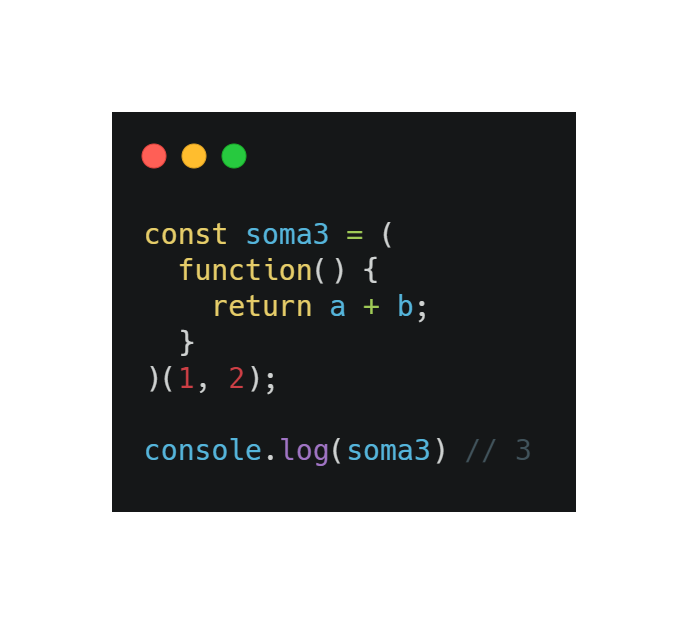 const soma3 = (
  function() {
    return a + b;
  }
)(1, 2);

console.log(soma3) // 3